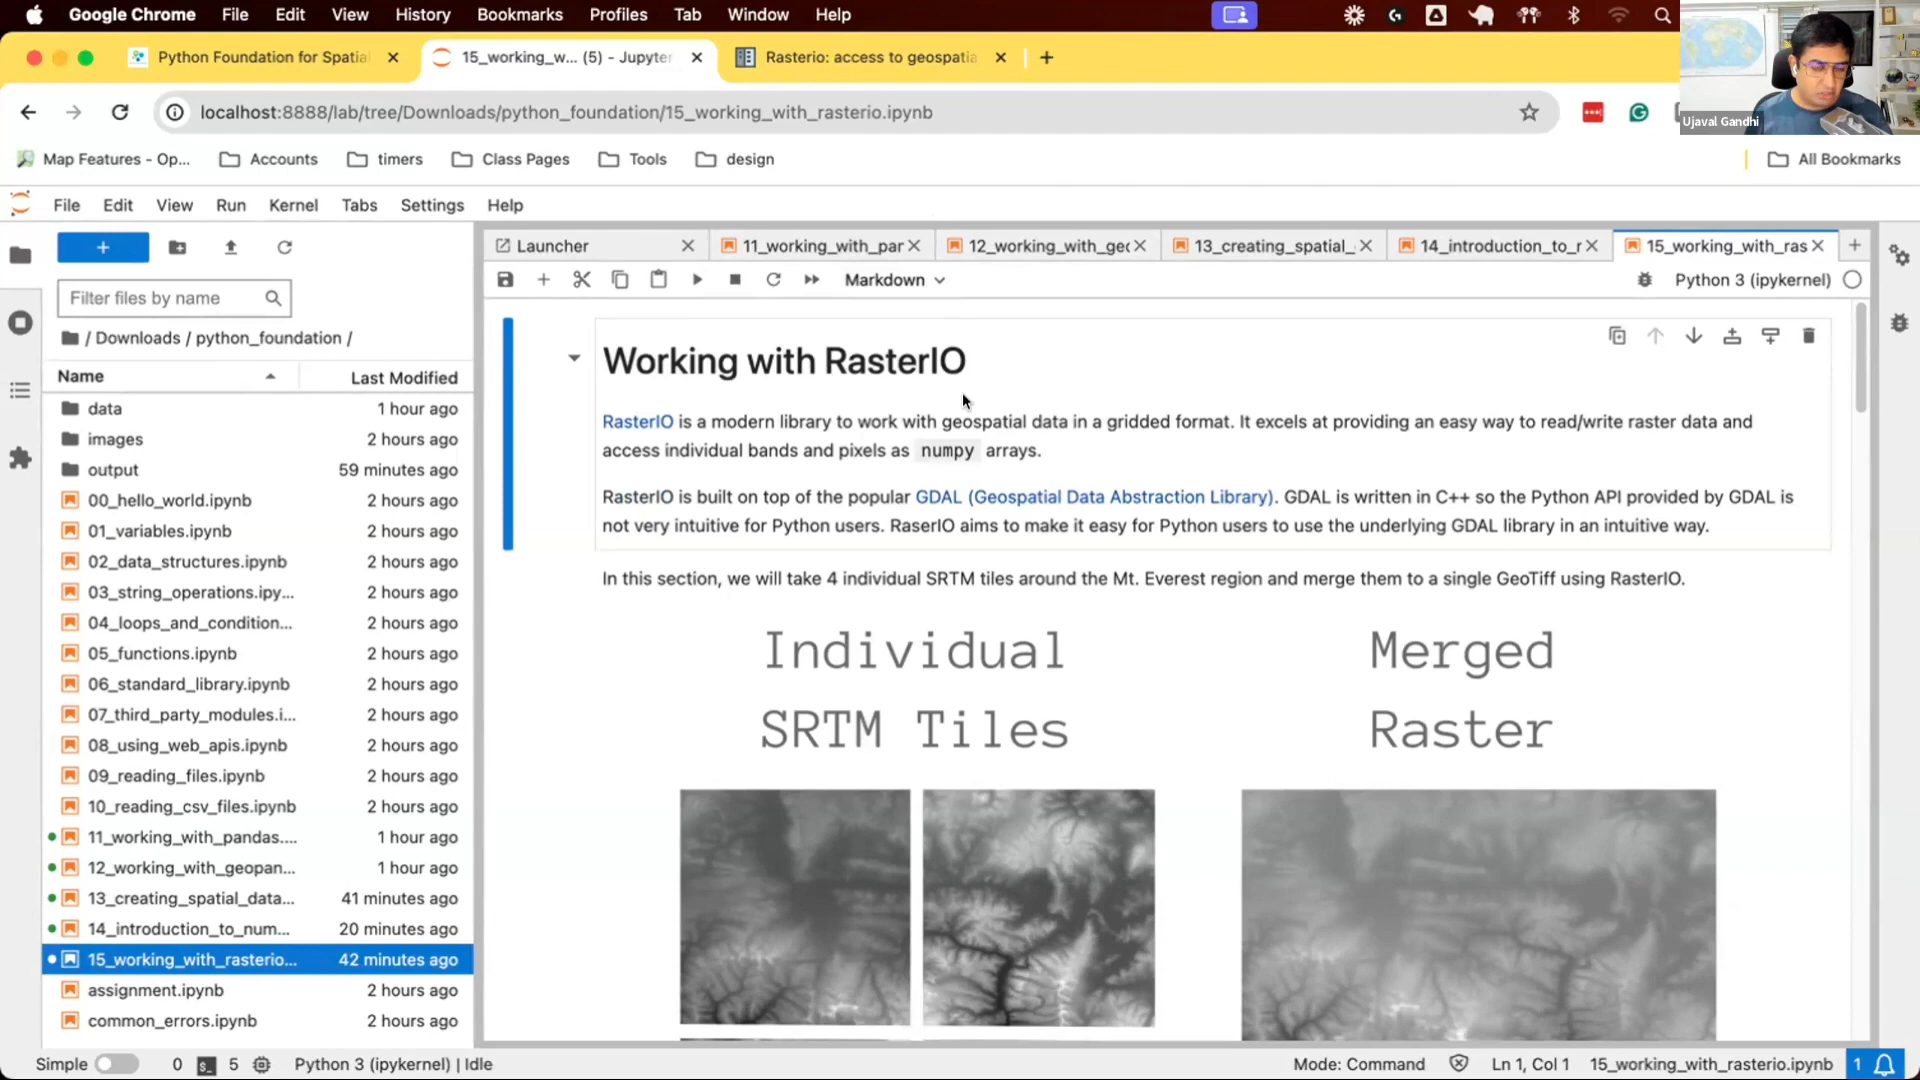 Google Chrome File Edit View History Bookmarks Profiles Tab Window Help
Python Foundation for Spatial
15_working_w... (5) - Jupyter
Rasterio: access to geospatia
localhost:8888/lab/tree/Downloads/python_foundation/15_working_with_rasterio.ipynb
Ujaval Gandhi
Map Features - Op...
Accounts
timers
Class Pages
Tools
design
All Bookmarks
File Edit View Run Kernel Tabs Settings Help
Launcher
11_working_with_par
12_working_with_geo
13_creating_spatial_
14_introduction_to_r
15_working_with_ras
Markdown
Python 3 (ipykernel)
Filter files by name
/ Downloads / python_foundation /
Name Last Modified
data 1 hour ago
images 2 hours ago
output 59 minutes ago
00_hello_world.ipynb 2 hours ago
01_variables.ipynb 2 hours ago
02_data_structures.ipynb 2 hours ago
03_string_operations.ipy... 2 hours ago
04_loops_and_condition... 2 hours ago
05_functions.ipynb 2 hours ago
06_standard_library.ipynb 2 hours ago
07_third_party_modules.i... 2 hours ago
08_using_web_apis.ipynb 2 hours ago
09_reading_files.ipynb 2 hours ago
10_reading_csv_files.ipynb 2 hours ago
11_working_with_pandas.... 1 hour ago
12_working_with_geopan... 1 hour ago
13_creating_spatial_data... 41 minutes ago
14_introduction_to_num... 20 minutes ago
15_working_with_rasterio... 42 minutes ago
assignment.ipynb 2 hours ago
common_errors.ipynb 2 hours ago
Working with RasterIO
RasterIO is a modern library to work with geospatial data in a gridded format. It excels at providing an easy way to read/write raster data and
access individual bands and pixels as numpy arrays.
RasterIO is built on top of the popular GDAL (Geospatial Data Abstraction Library). GDAL is written in C++ so the Python API provided by GDAL is
not very intuitive for Python users. RaserIO aims to make it easy for Python users to use the underlying GDAL library in an intuitive way.
In this section, we will take 4 individual SRTM tiles around the Mt. Everest region and merge them to a single GeoTiff using RasterIO.
Individual
SRTM Tiles
Merged
Raster
Simple 0 5 Python 3 (ipykernel) | Idle
Mode: Command Ln 1, Col 1 15_working_with_rasterio.ipynb 1